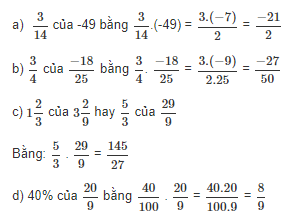 a) 3/14 của -49 bằng 3/14.(-49) = 3.(−7)/2 = −21/2
b) 3/4 của −18/25 bằng 3/4. −18/25 = 3.(−9)/2.25 = −27/50
c) 1 2/3 của 3 2/9 hay 5/3 của 29/9
Bằng: 5/3 . 29/9 = 145/27
d) 40% của 20/9 bằng 40/100 . 20/9 = 40.20/100.9 = 8/9